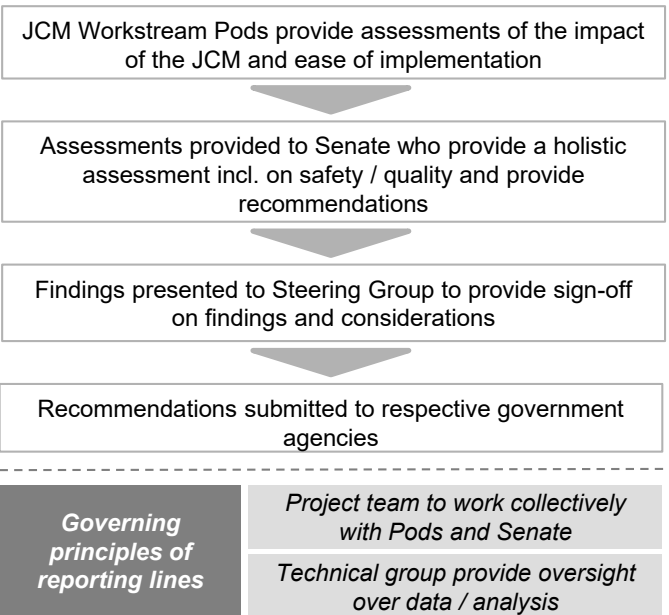 JCM Workstream Pods provide assessments of the impact
of the JCM and ease of implementation
Assessments provided to Senate who provide a holistic
assessment incl. on safety / quality and provide
recommendations
Findings presented to Steering Group to provide sign-off
on findings and considerations
Recommendations submitted to respective government
agencies
Governing
principles of
reporting lines
Project team to work collectively
with Pods and Senate
Technical group provide oversight
over data / analysis